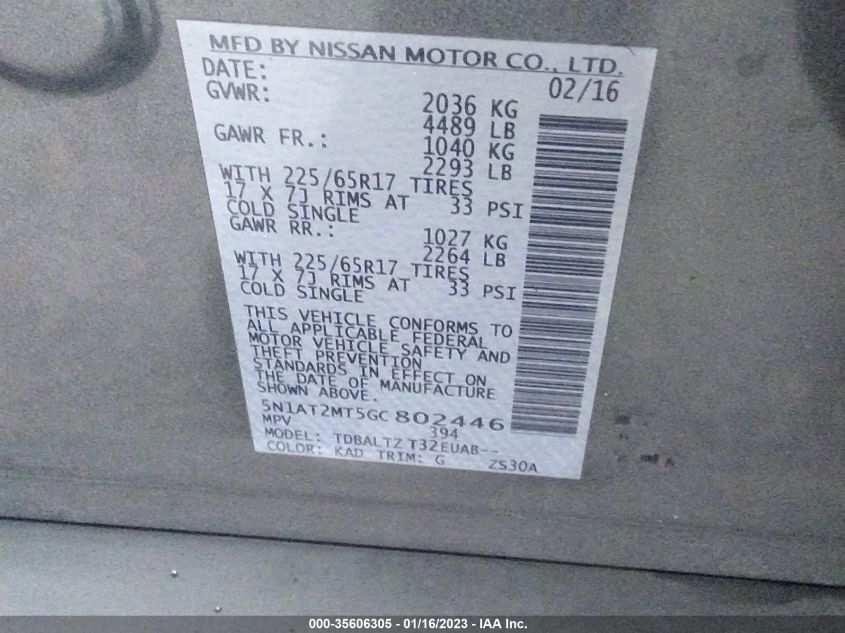 MFD BY NISSAN MOTOR CO., LTD.
DATE: 02/16
GVWR: 2036 KG
4489 LB
GAWR FR.: 1040 KG
2293 LB
WITH 225/65R17 TIRES
17 X 7J RIMS AT 33 PSI
COLD SINGLE
GAWR RR.: 1027 KG
2264 LB
WITH 225/65R17 TIRES
17 X 7J RIMS AT 33 PSI
COLD SINGLE
THIS VEHICLE CONFORMS TO
ALL APPLICABLE FEDERAL
MOTOR VEHICLE SAFETY AND
THEFT PREVENTION
STANDARDS IN EFFECT ON
THE DATE OF MANUFACTURE
SHOWN ABOVE.
5N1AT2MT5GC802446
MPV 394
MODEL: TDBALTZ T32EUAB--
COLOR: KAD TRIM: G ZS30A
000-35606305 - 01/16/2023 - IAA Inc.